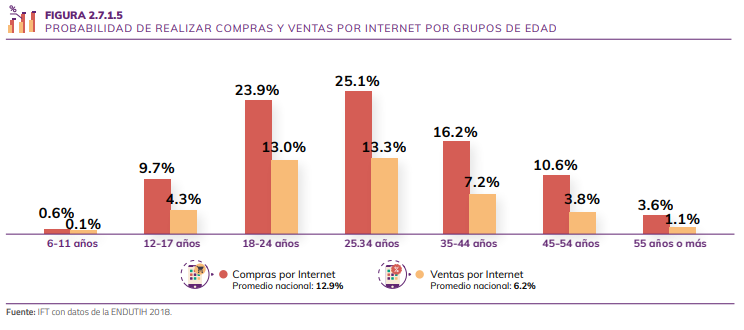 %
FIGURA 2.7.1.5
PROBABILIDAD DE REALIZAR COMPRAS Y VENTAS POR INTERNET POR GRUPOS DE EDAD
0.6%
0.1%
9.7%
4.3%
23.9%
13.0%
25.1%
13.3%
16.2%
7.2%
10.6%
3.8%
3.6%
1.1%
6-11 años
12-17 años
18-24 años
25.34 años
35-44 años
45-54 años
55 años o más
Compras por Internet
Promedio nacional: 12.9%
Ventas por Internet
Promedio nacional: 6.2%
Fuente: IFT con datos de la ENDUTIH 2018.